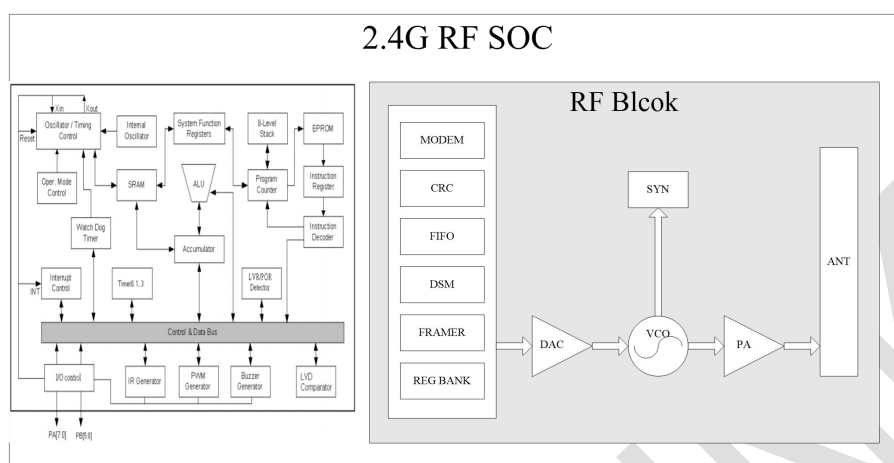 2.4G RF SOC
Xin
Xout
Reset
Oscillator / Timing
Control
Internal
Oscillator
System Function
Registers
8-Level
Stack
EPROM
Oper. Mode
Control
SRAM
ALU
Program
Counter
Instruction
Register
Watch Dog
Timer
Accumulator
Instruction
Decoder
Interrupt
Control
INT
Timer0, 1, 3
LVR/POR
Detector
Control & Data Bus
I/O control
IR Generator
PWM
Generator
Buzzer
Generator
LVD
Comparator
PA[7:0]
PB[5:0]
RF Blcok
MODEM
CRC
FIFO
DSM
FRAMER
REG BANK
DAC
SYN
VCO
PA
ANT